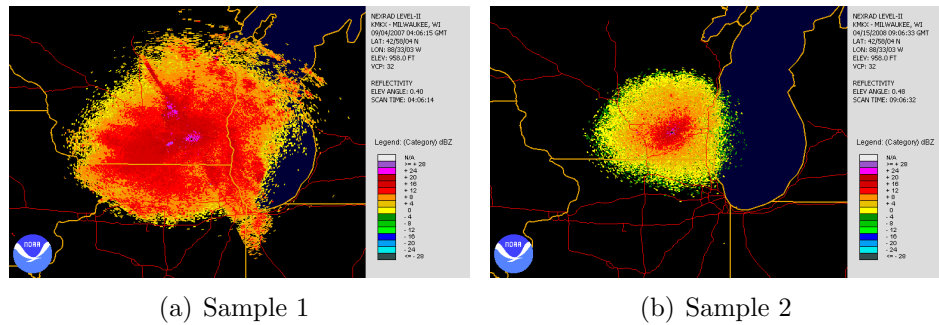 NEXRAD LEVEL-II
KMKX - MILWAUKEE, WI
09/04/2007 04:06:15 GMT
LAT: 42/58/04 N
LON: 88/33/03 W
ELEV: 958.0 FT
VCP: 32
REFLECTIVITY
ELEV ANGLE: 0.40
SCAN TIME: 04:06:14
Legend: (Category) dBZ
N/A
>= + 28
+ 24
+ 20
+ 16
+ 12
+ 8
+ 4
0
- 4
- 8
- 12
- 16
- 20
- 24
<= - 28
NOAA
(a) Sample 1
NEXRAD LEVEL-II
KMKX - MILWAUKEE, WI
04/15/2008 09:06:33 GMT
LAT: 42/58/04 N
LON: 88/33/03 W
ELEV: 958.0 FT
VCP: 32
REFLECTIVITY
ELEV ANGLE: 0.48
SCAN TIME: 09:06:32
Legend: (Category) dBZ
N/A
>= + 28
+ 24
+ 20
+ 16
+ 12
+ 8
+ 4
0
- 4
- 8
- 12
- 16
- 20
- 24
<= - 28
NOAA
(b) Sample 2